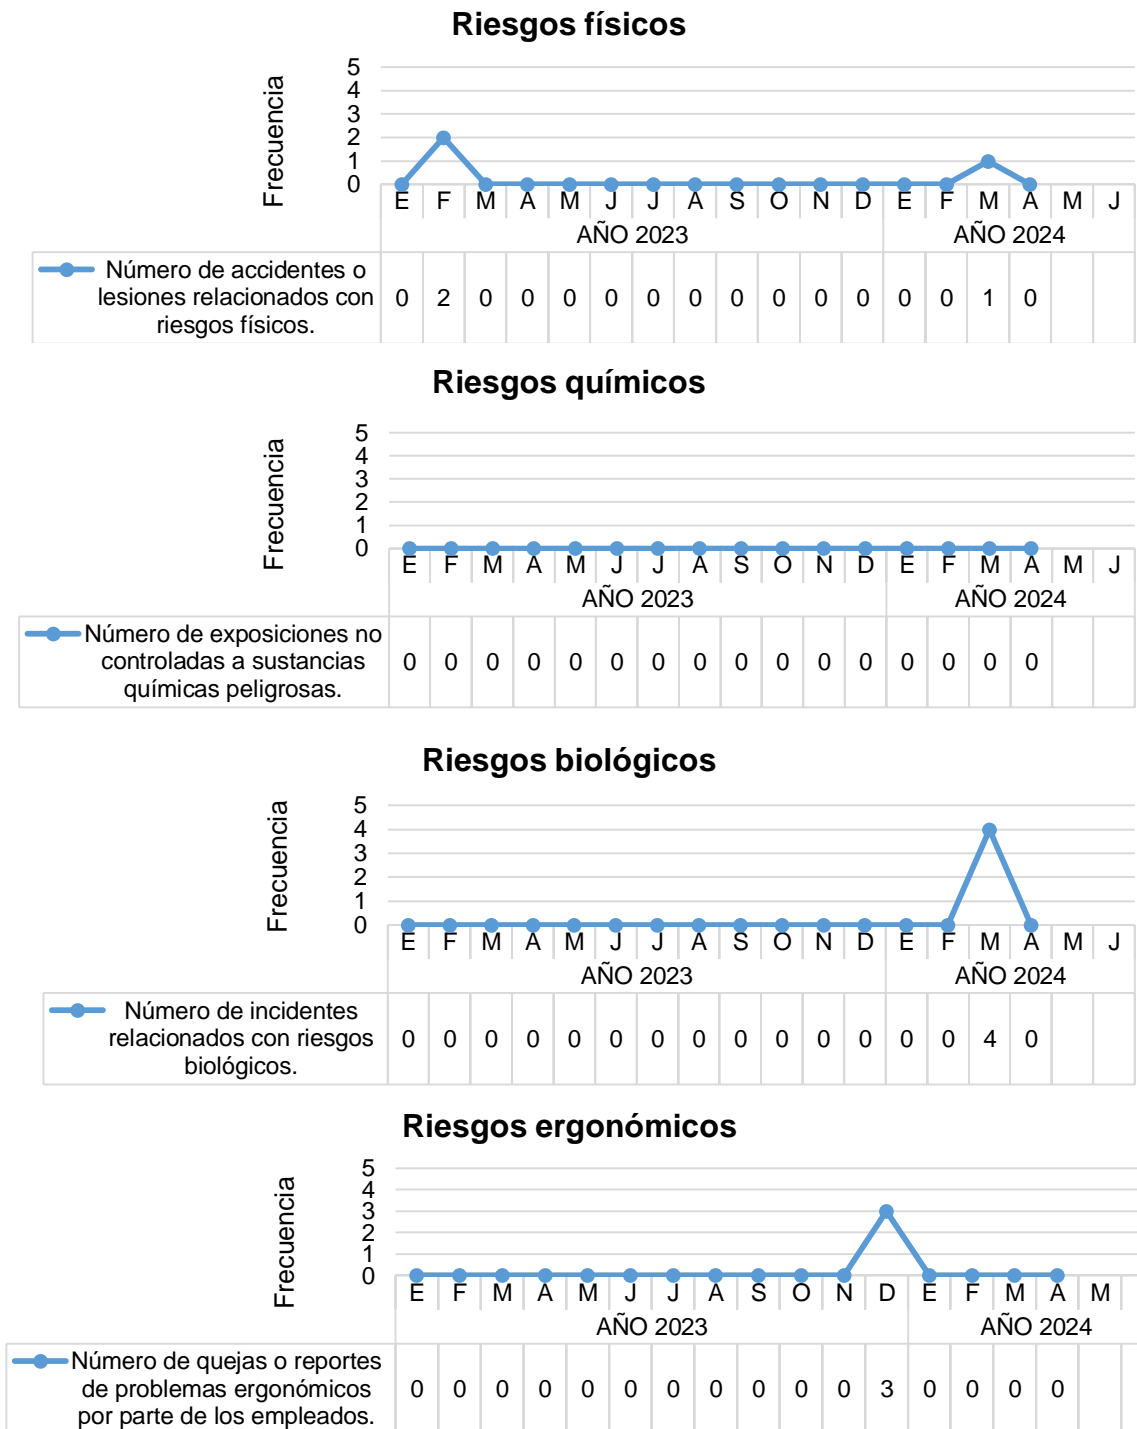 Riesgos físicos
Frecuencia
5
4
3
2
1
0
E F M A M J J A S O N D E F M A M J
AÑO 2023 AÑO 2024
Número de accidentes o
lesiones relacionados con
riesgos físicos.
0 2 0 0 0 0 0 0 0 0 0 0 0 0 1 0
Riesgos químicos
Frecuencia
5
4
3
2
1
0
E F M A M J J A S O N D E F M A M J
AÑO 2023 AÑO 2024
Número de exposiciones no
controladas a sustancias
químicas peligrosas.
0 0 0 0 0 0 0 0 0 0 0 0 0 0 0 0
Riesgos biológicos
Frecuencia
5
4
3
2
1
0
E F M A M J J A S O N D E F M A M J
AÑO 2023 AÑO 2024
Número de incidentes
relacionados con riesgos
biológicos.
0 0 0 0 0 0 0 0 0 0 0 0 0 0 4 0
Riesgos ergonómicos
Frecuencia
5
4
3
2
1
0
E F M A M J J A S O N D E F M A M
AÑO 2023 AÑO 2024
Número de quejas o reportes
de problemas ergonómicos
por parte de los empleados.
0 0 0 0 0 0 0 0 0 0 0 3 0 0 0 0